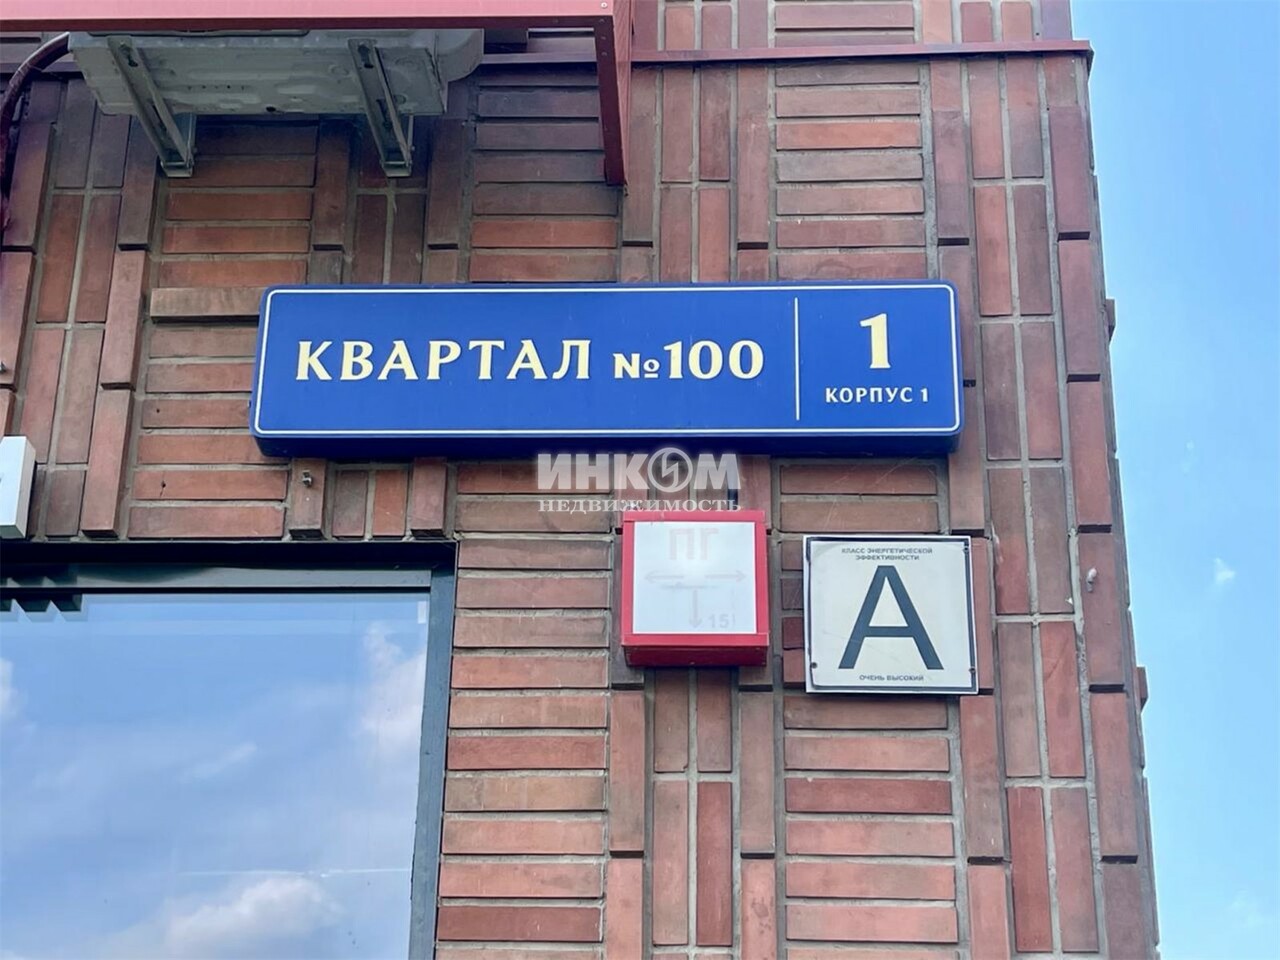 КВАРТАЛ №100
1
КОРПУС 1
ИНКОМ
НЕДВИЖИМОСТЬ
ПГ
15
КЛАСС ЭНЕРГЕТИЧЕСКОЙ
ЭФФЕКТИВНОСТИ
А
ОЧЕНЬ ВЫСОКИЙ